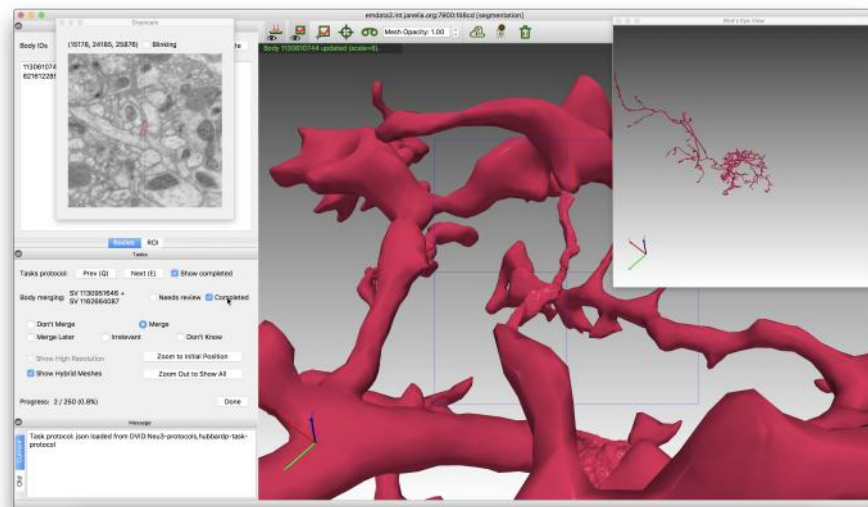 emdata2.int.janelia.org:7900:f48cd (segmentation)
Grayscale
Bird's Eye View
Mesh Opacity: 1.00
Body 1130610744 updated (scale=6).
Body IDs
(15178, 24185, 25876)
Blinking
Bodies
ROI
Tasks
Tasks protocol:
Prev (Q)
Next (E)
Show completed
Body merging:
SV 1130951646 +
SV 1162664087
Needs review
Completed
Don't Merge
Merge
Merge Later
Irrelevant
Don't Know
Show High Resolution
Zoom to Initial Position
Show Hybrid Meshes
Zoom Out to Show All
Progress: 2 / 250 (0.8%)
Done
Message
Task protocol: json loaded from DVID:Neu3-protocols,hubbardp-task-
protocol
Current
Old